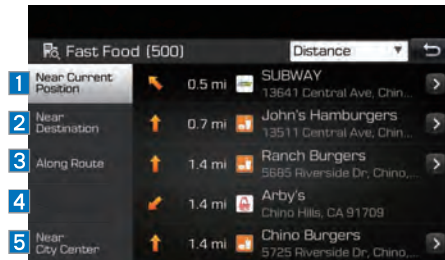 Fast Food (500)
Distance
1
Near Current
Position
0.5 mi
SUBWAY
13641 Central Ave, Chin...
2
Near
Destination
0.7 mi
John's Hamburgers
13511 Central Ave, Chin...
3
Along Route
1.4 mi
Ranch Burgers
5685 Riverside Dr, Chino,...
4
1.4 mi
Arby's
Chino Hills, CA 91709
5
Near
City Center
1.4 mi
Chino Burgers
5725 Riverside Dr, Chino,...